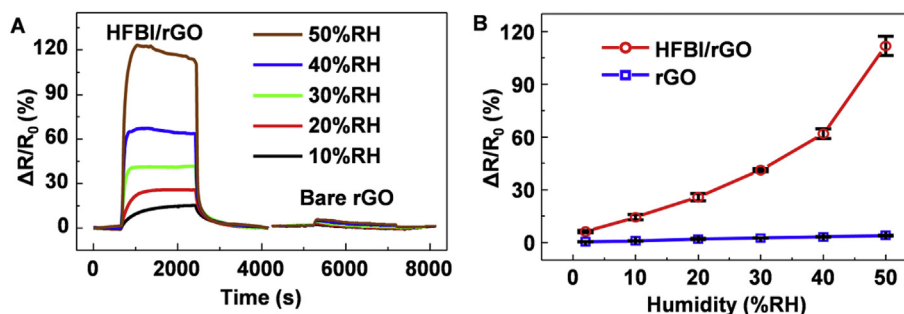 A
HFBI/rGO
50%RH
40%RH
30%RH
20%RH
10%RH
Bare rGO
120
90
60
30
0
ΔR/R₀ (%)
0 2000 4000 6000 8000
Time (s)
B
HFBI/rGO
rGO
120
90
60
30
0
ΔR/R₀ (%)
0 10 20 30 40 50
Humidity (%RH)